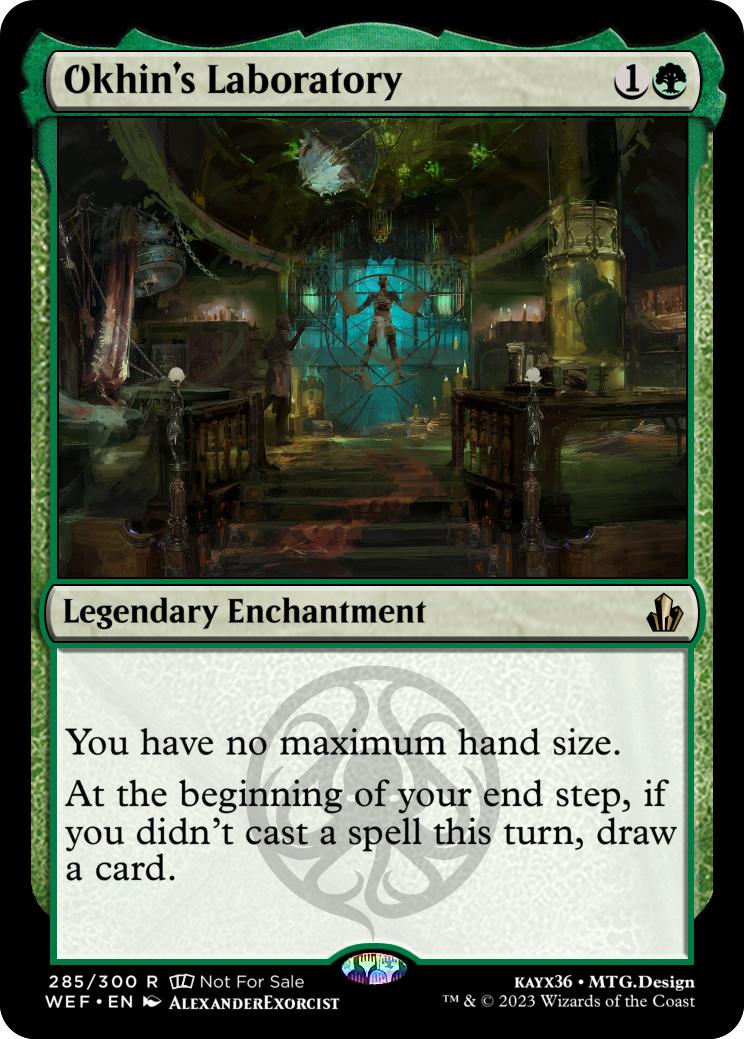 Okhin's Laboratory 1
Legendary Enchantment
You have no maximum hand size.
At the beginning of your end step, if
you didn't cast a spell this turn, draw
a card.
285/300 R Not For Sale
WEF • EN AlexanderExorcist
kayx36 • MTG.Design
™ & © 2023 Wizards of the Coast